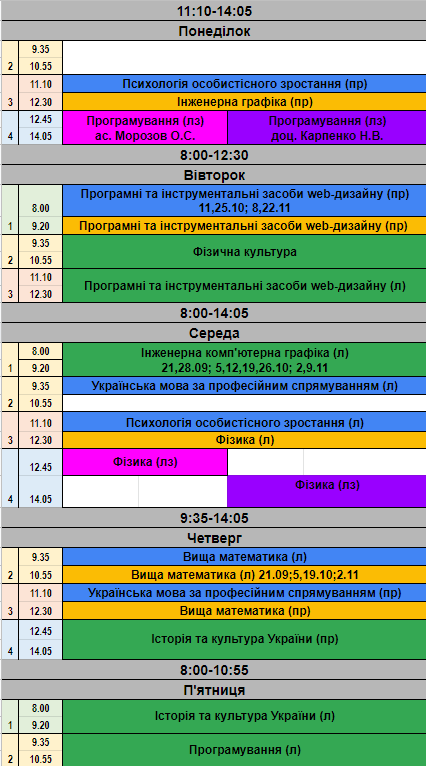 11:10-14:05
Понеділок
9.35
2 10.55
11.10 Психологія особистісного зростання (пр)
3 12.30 Інженерна графіка (пр)
12.45 Програмування (лз) Програмування (лз)
4 14.05 ас. Морозов О.С. доц. Карпенко Н.В.
8:00-12:30
Вівторок
Програмні та інструментальні засоби web-дизайну (пр)
8.00 11,25.10; 8,22.11
1 9.20 Програмні та інструментальні засоби web-дизайну (пр)
9.35 Фізична культура
2 10.55
11.10 Програмні та інструментальні засоби web-дизайну (л)
3 12.30
8:00-14:05
Середа
8.00 Інженерна комп'ютерна графіка (л)
1 9.20 21,28.09; 5,12,19,26.10; 2,9.11
9.35 Українська мова за професійним спрямуванням (л)
2 10.55
11.10 Психологія особистісного зростання (л)
3 12.30 Фізика (л)
12.45 Фізика (лз)
4 14.05 Фізика (лз)
9:35-14:05
Четверг
9.35 Вища математика (л)
2 10.55 Вища математика (л) 21.09;5,19.10;2.11
11.10 Українська мова за професійним спрямуванням (пр)
3 12.30 Вища математика (пр)
12.45 Історія та культура України (пр)
4 14.05
8:00-10:55
П'ятниця
8.00 Історія та культура України (л)
1 9.20
9.35 Програмування (л)
2 10.55